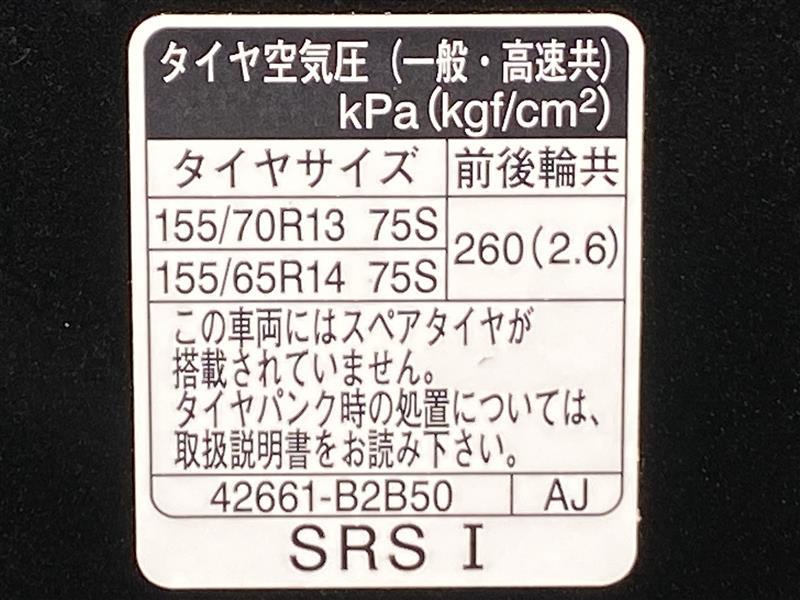 タイヤ空気圧（一般・高速共）
kPa(kgf/cm²)
タイヤサイズ 前後輪共
155/70R13 75S
260(2.6)
155/65R14 75S
この車両にはスペアタイヤが
搭載されていません。
タイヤパンク時の処置については、
取扱説明書をお読み下さい。
42661-B2B50 AJ
SRS I